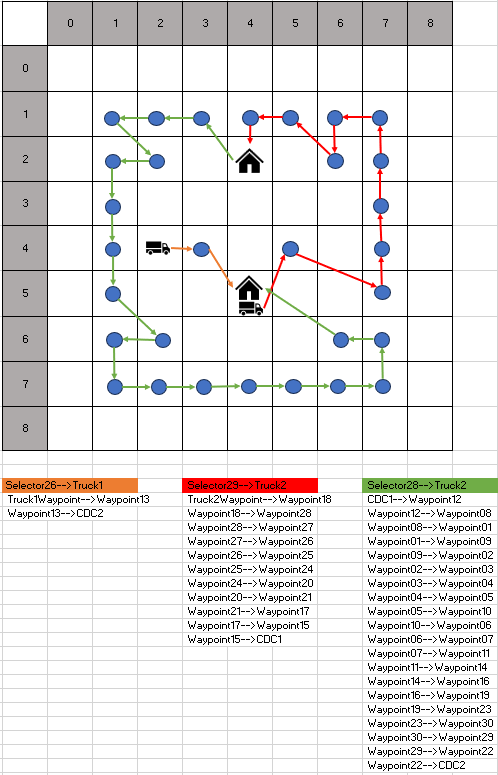 0 1 2 3 4 5 6 7 8
0
1
2
3
4
5
6
7
8
Selector26-->Truck1 Selector29-->Truck2 Selector28-->Truck2
Truck1Waypoint-->Waypoint13 Truck2Waypoint-->Waypoint18 CDC1-->Waypoint12
Waypoint13-->CDC2 Waypoint18-->Waypoint28 Waypoint12-->Waypoint08
Waypoint28-->Waypoint27 Waypoint08-->Waypoint01
Waypoint27-->Waypoint26 Waypoint01-->Waypoint09
Waypoint26-->Waypoint25 Waypoint09-->Waypoint02
Waypoint25-->Waypoint24 Waypoint02-->Waypoint03
Waypoint24-->Waypoint20 Waypoint03-->Waypoint04
Waypoint20-->Waypoint21 Waypoint04-->Waypoint05
Waypoint21-->Waypoint17 Waypoint05-->Waypoint10
Waypoint17-->Waypoint15 Waypoint10-->Waypoint06
Waypoint15-->CDC1 Waypoint06-->Waypoint07
Waypoint07-->Waypoint11
Waypoint11-->Waypoint14
Waypoint14-->Waypoint16
Waypoint16-->Waypoint19
Waypoint19-->Waypoint23
Waypoint23-->Waypoint30
Waypoint30-->Waypoint29
Waypoint29-->Waypoint22
Waypoint22-->CDC2